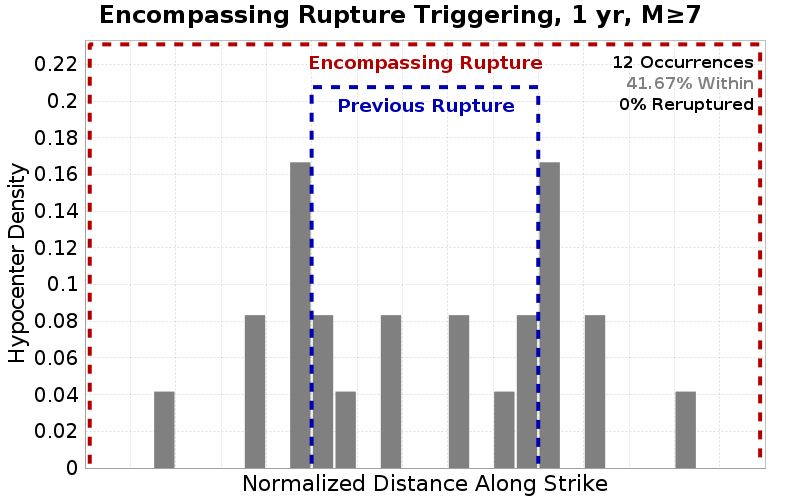 Encompassing Rupture Triggering, 1 yr, M≥7
Encompassing Rupture
12 Occurrences
41.67% Within
0% Reruptured
Previous Rupture
Hypocenter Density
0.22
0.2
0.18
0.16
0.14
0.12
0.1
0.08
0.06
0.04
0.02
0
Normalized Distance Along Strike